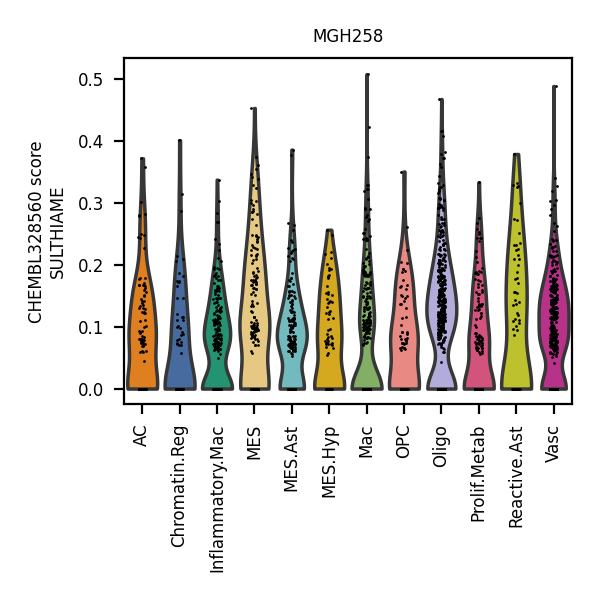 MGH258
CHEMBL328560 score
SULTHIAME
0.5
0.4
0.3
0.2
0.1
0.0
AC
Chromatin.Reg
Inflammatory.Mac
MES
MES.Ast
MES.Hyp
Mac
OPC
Oligo
Prolif.Metab
Reactive.Ast
Vasc